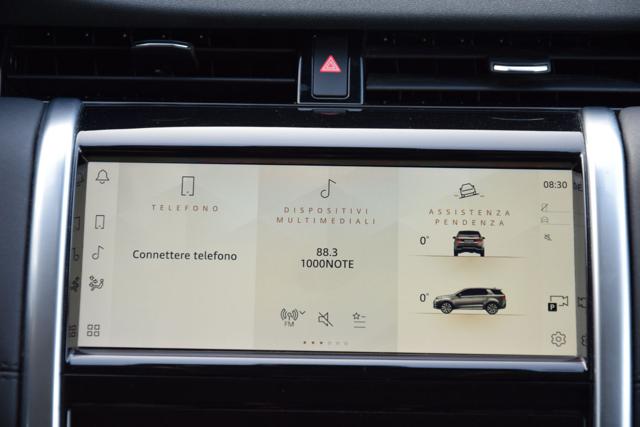 08:30
TELEFONO
Connettere telefono
DISPOSITIVI
MULTIMEDIALI
88.3
1000NOTE
FM
ASSISTENZA
PENDENZA
0°
0°
P